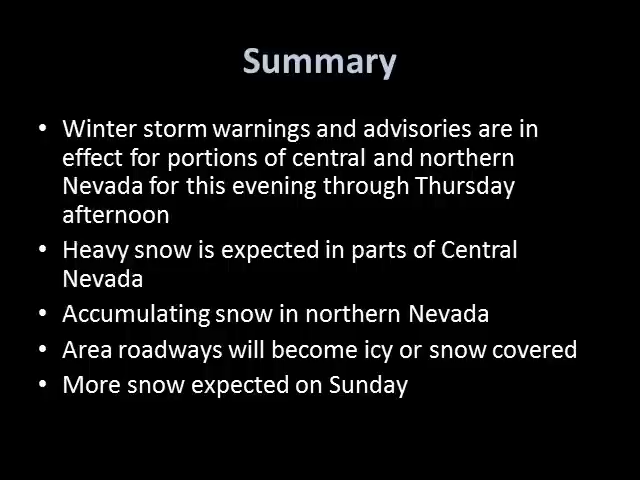 Summary
• Winter storm warnings and advisories are in
effect for portions of central and northern
Nevada for this evening through Thursday
afternoon
• Heavy snow is expected in parts of Central
Nevada
• Accumulating snow in northern Nevada
• Area roadways will become icy or snow covered
• More snow expected on Sunday